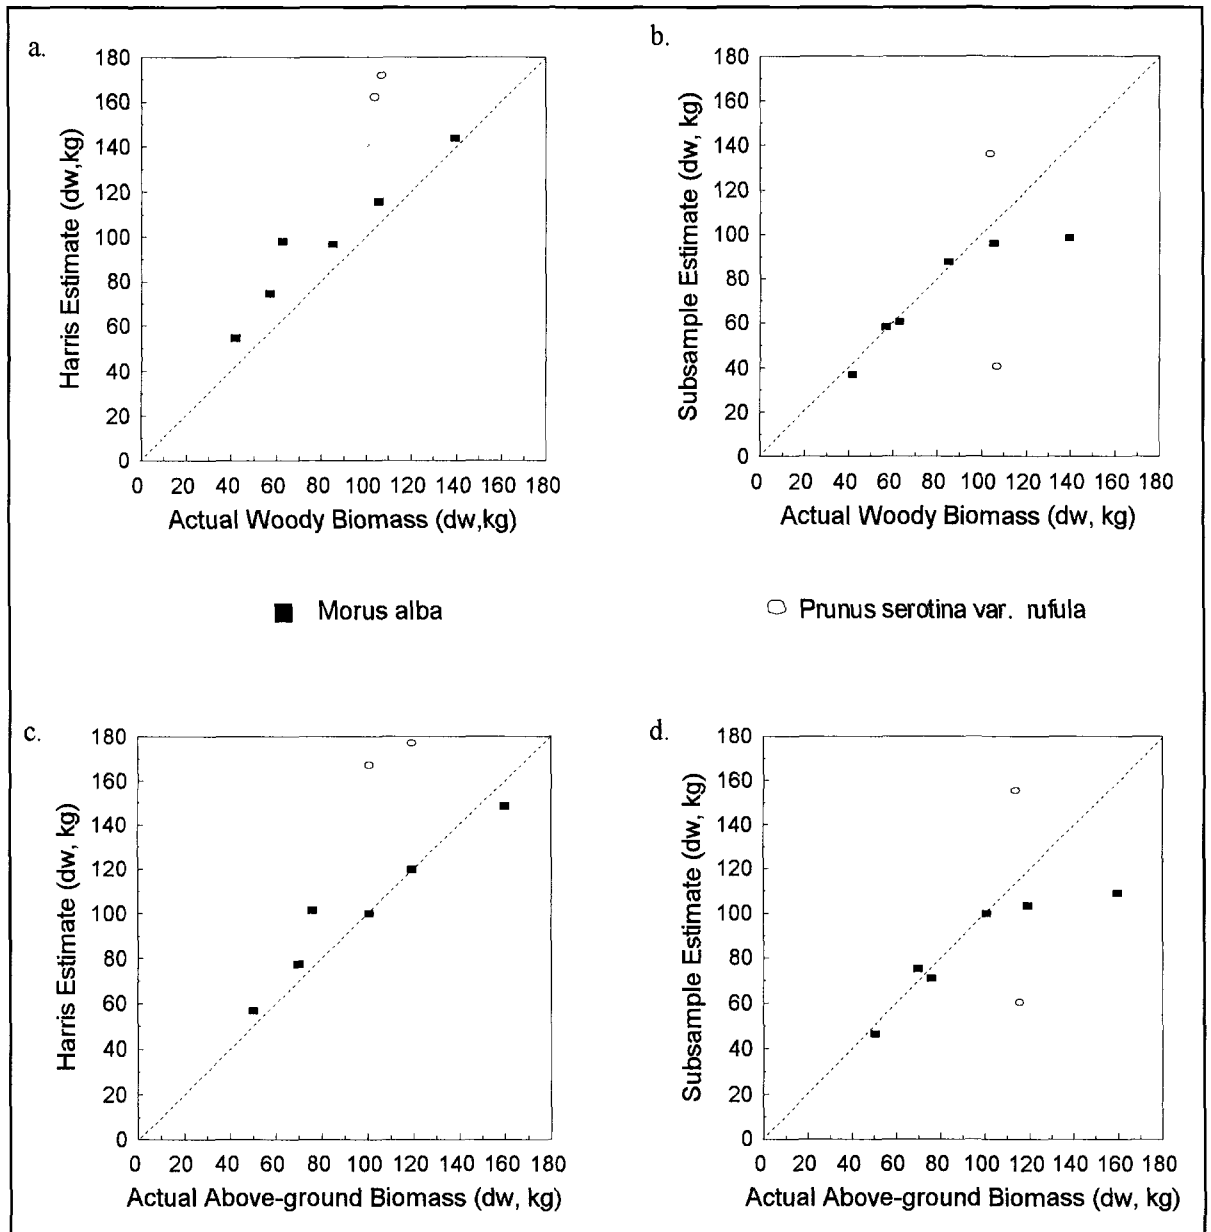 a.
180
160
140
120
100
80
60
40
20
0
Harris Estimate (dw,kg)
0 20 40 60 80 100 120 140 160 180
Actual Woody Biomass (dw,kg)
b.
180
160
140
120
100
80
60
40
20
0
Subsample Estimate (dw, kg)
0 20 40 60 80 100 120 140 160 180
Actual Woody Biomass (dw, kg)
Morus alba
Prunus serotina var. rufula
c.
180
160
140
120
100
80
60
40
20
0
Harris Estimate (dw, kg)
0 20 40 60 80 100 120 140 160 180
Actual Above-ground Biomass (dw, kg)
d.
180
160
140
120
100
80
60
40
20
0
Subsample Estimate (dw, kg)
0 20 40 60 80 100 120 140 160 180
Actual Above-ground Biomass (dw, kg)